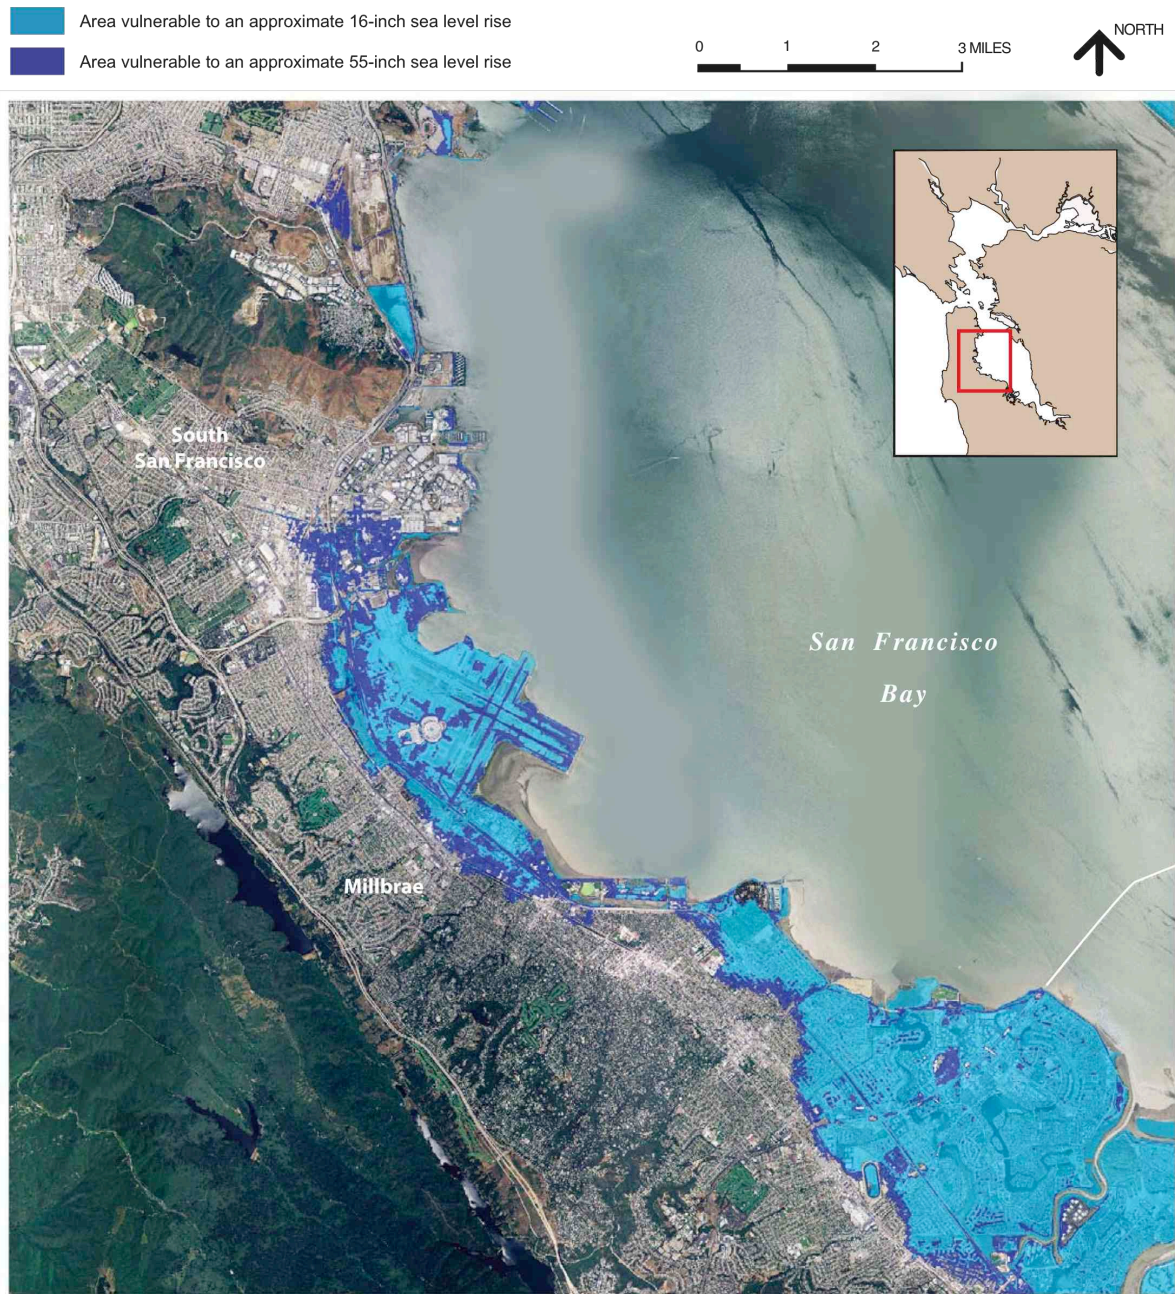 Area vulnerable to an approximate 16-inch sea level rise
Area vulnerable to an approximate 55-inch sea level rise
0 1 2 3 MILES
NORTH
South
San Francisco
San Francisco
Bay
Millbrae